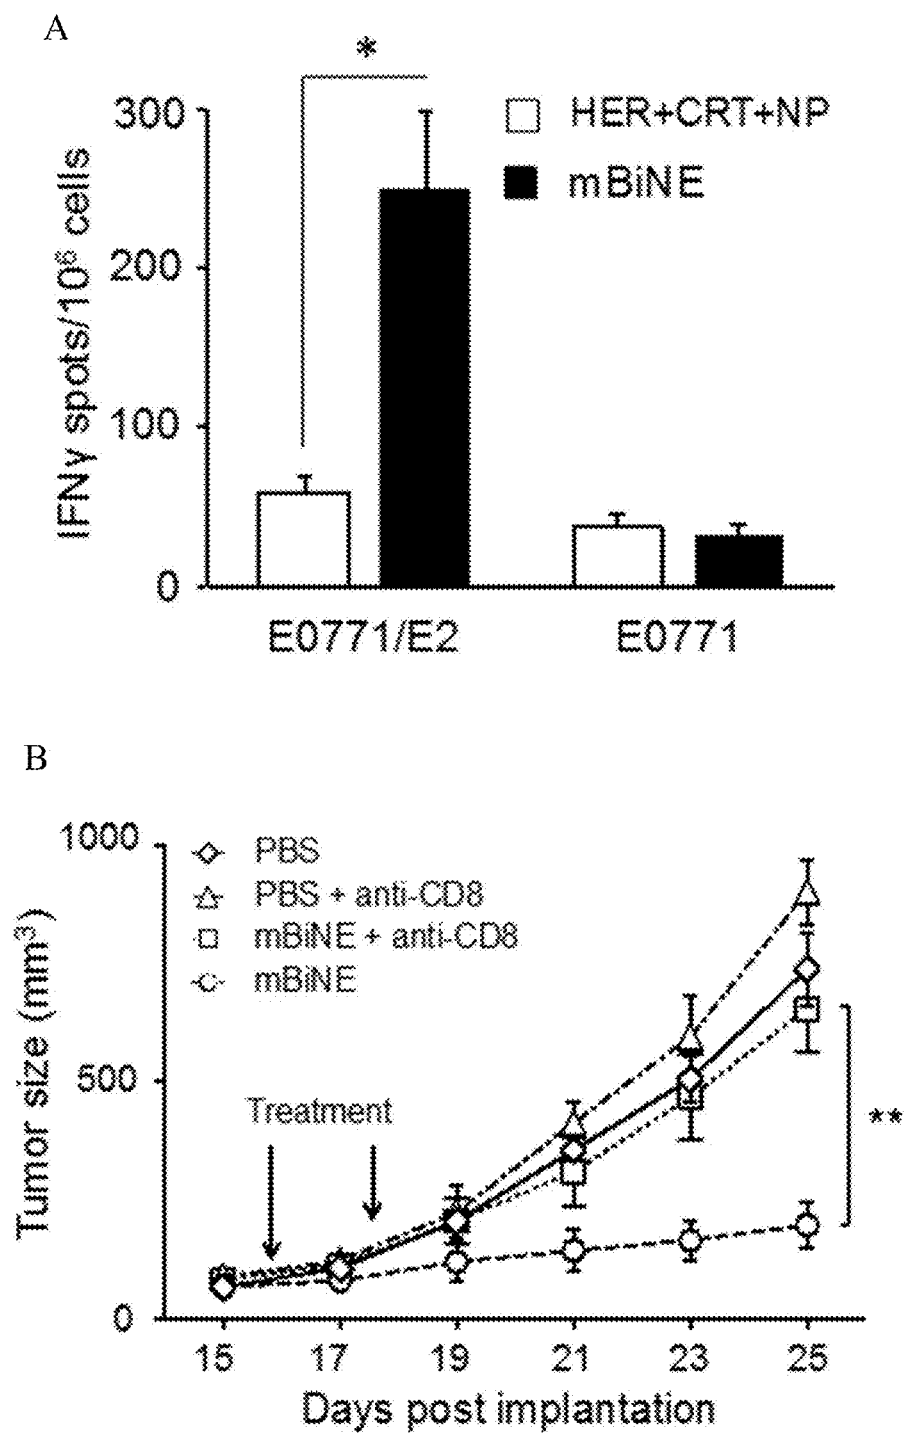 A
*
300
HER+CRT+NP
mBiNE
200
100
0
IFNγ spots/10⁶ cells
E0771/E2
E0771
B
1000
PBS
PBS + anti-CD8
mBiNE + anti-CD8
mBiNE
500
Treatment
**
0
Tumor size (mm³)
15 17 19 21 23 25
Days post implantation